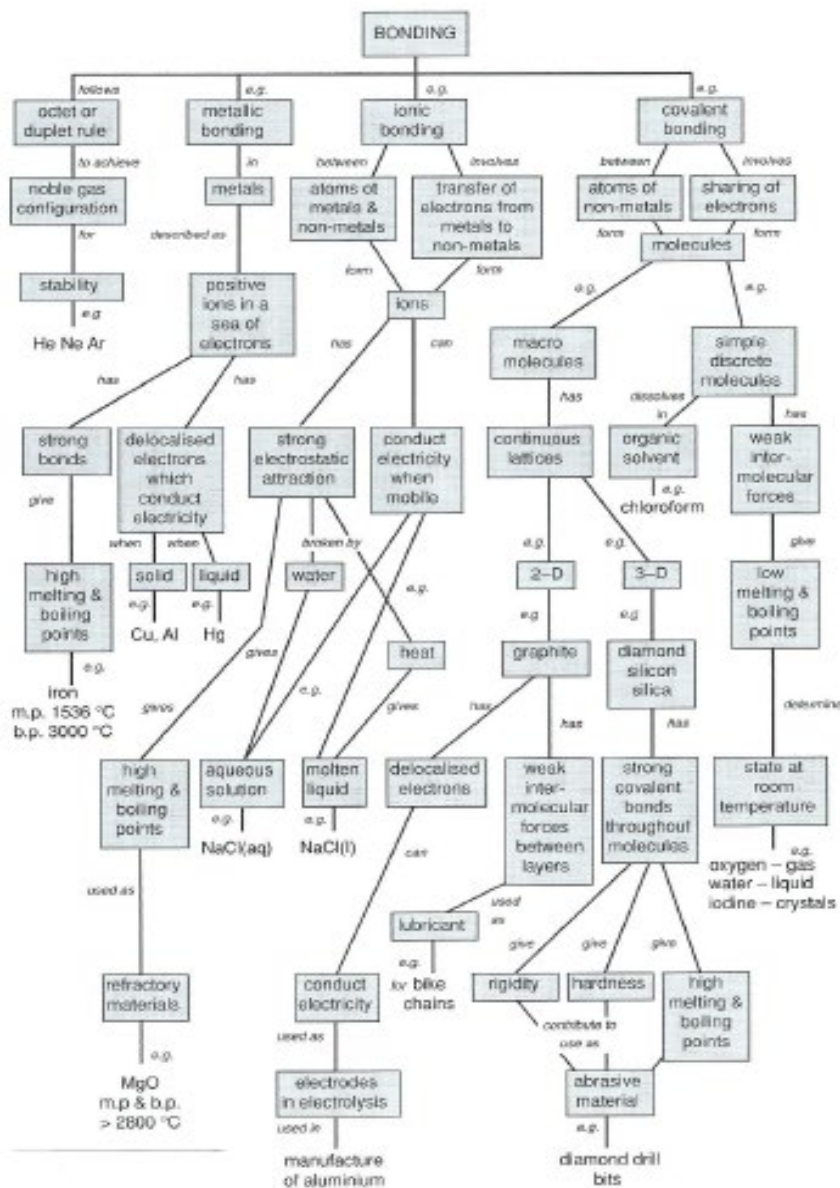 BONDING
follows
e.g.
e.g.
e.g.
octet or
duplet rule
metallic
bonding
ionic
bonding
covalent
bonding
to achieve
in
between
involves
between
involves
noble gas
configuration
metals
atoms of
metals &
non-metals
transfer of
electrons from
metals to
non-metals
atoms of
non-metals
sharing of
electrons
for
described as
form
form
form
form
molecules
stability
positive
ions in a
sea of
electrons
ions
e.g.
e.g.
e.g
He Ne Ar
has
can
macro
molecules
simple
discrete
molecules
has
has
has
dissolves
in
has
strong
bonds
delocalised
electrons
which
conduct
electricity
strong
electrostatic
attraction
conduct
electricity
when
mobile
continuous
lattices
organic
solvent
weak
inter-
molecular
forces
give
e.g.
chloroform
when
when
broken by
e.g.
e.g.
give
high
melting &
boiling
points
solid
liquid
water
2–D
3–D
low
melting &
boiling
points
e.g.
e.g.
e.g.
e.g
e.g
Cu, Al
Hg
heat
graphite
diamond
silicon
silica
e.g.
iron
m.p. 1536 °C
b.p. 3000 °C
gives
gives
e.g.
gives
has
has
has
determine
high
melting &
boiling
points
aqueous
solution
molten
liquid
delocalised
electrons
weak
inter-
molecular
forces
between
layers
strong
covalent
bonds
throughout
molecules
state at
room
temperature
e.g.
e.g.
NaCl(aq)
NaCl(l)
can
e.g.
oxygen – gas
water – liquid
iodine – crystals
used as
used
as
lubricant
give
give
give
e.g.
for bike
chains
refractory
materials
conduct
electricity
rigidity
hardness
high
melting &
boiling
points
contribute to
use as
e.g.
used as
MgO
m.p & b.p.
> 2800 °C
electrodes
in electrolysis
abrasive
material
used in
e.g.
manufacture
of aluminium
diamond drill
bits